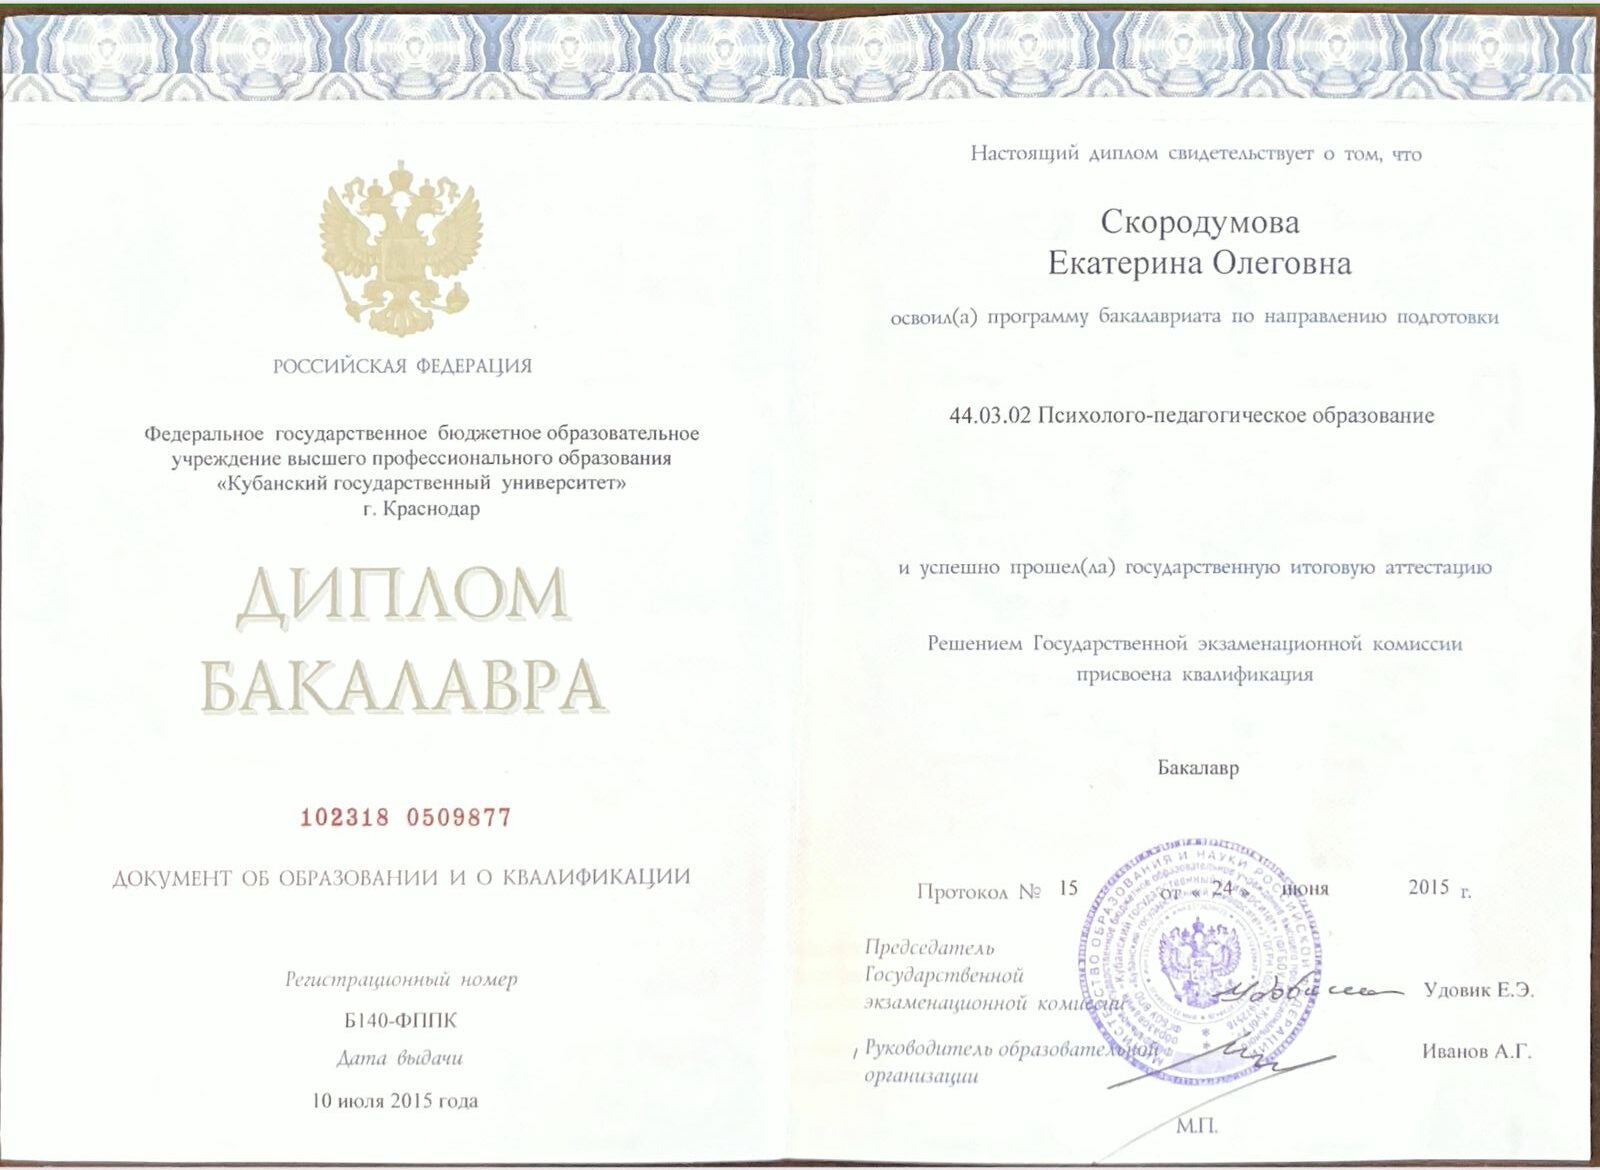 РОССИЙСКАЯ ФЕДЕРАЦИЯ
Федеральное государственное бюджетное образовательное
учреждение высшего профессионального образования
«Кубанский государственный университет»
г. Краснодар
ДИПЛОМ
БАКАЛАВРА
102318 0509877
ДОКУМЕНТ ОБ ОБРАЗОВАНИИ И О КВАЛИФИКАЦИИ
Регистрационный номер
Б140-ФППК
Дата выдачи
10 июля 2015 года
Настоящий диплом свидетельствует о том, что
Скородумова
Екатерина Олеговна
освоил(а) программу бакалавриата по направлению подготовки
44.03.02 Психолого-педагогическое образование
и успешно прошел(ла) государственную итоговую аттестацию
Решением Государственной экзаменационной комиссии
присвоена квалификация
Бакалавр
Протокол № 15 от « 24 » июня 2015 г.
Председатель
Государственной
экзаменационной комиссии Удовик Е.Э.
Руководитель образовательной Иванов А.Г.
организации
М.П.